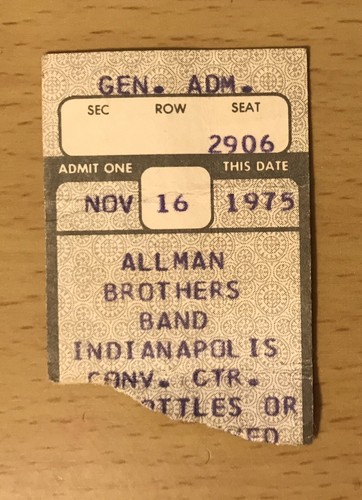 GEN. ADM.
SEC ROW SEAT
2906
ADMIT ONE THIS DATE
NOV 16 1975
ALLMAN
BROTHERS
BAND
INDIANAPOLIS
CONV. CTR.
BOTTLES OR